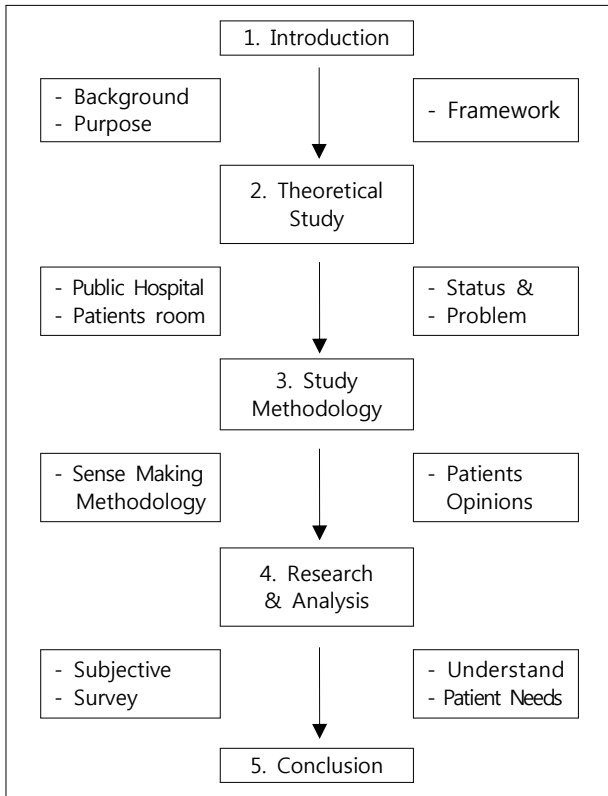 1. Introduction
- Background
- Purpose
- Framework
2. Theoretical
Study
- Public Hospital
- Patients room
- Status &
- Problem
3. Study
Methodology
- Sense Making
Methodology
- Patients
Opinions
4. Research
& Analysis
- Subjective
- Survey
- Understand
- Patient Needs
5. Conclusion